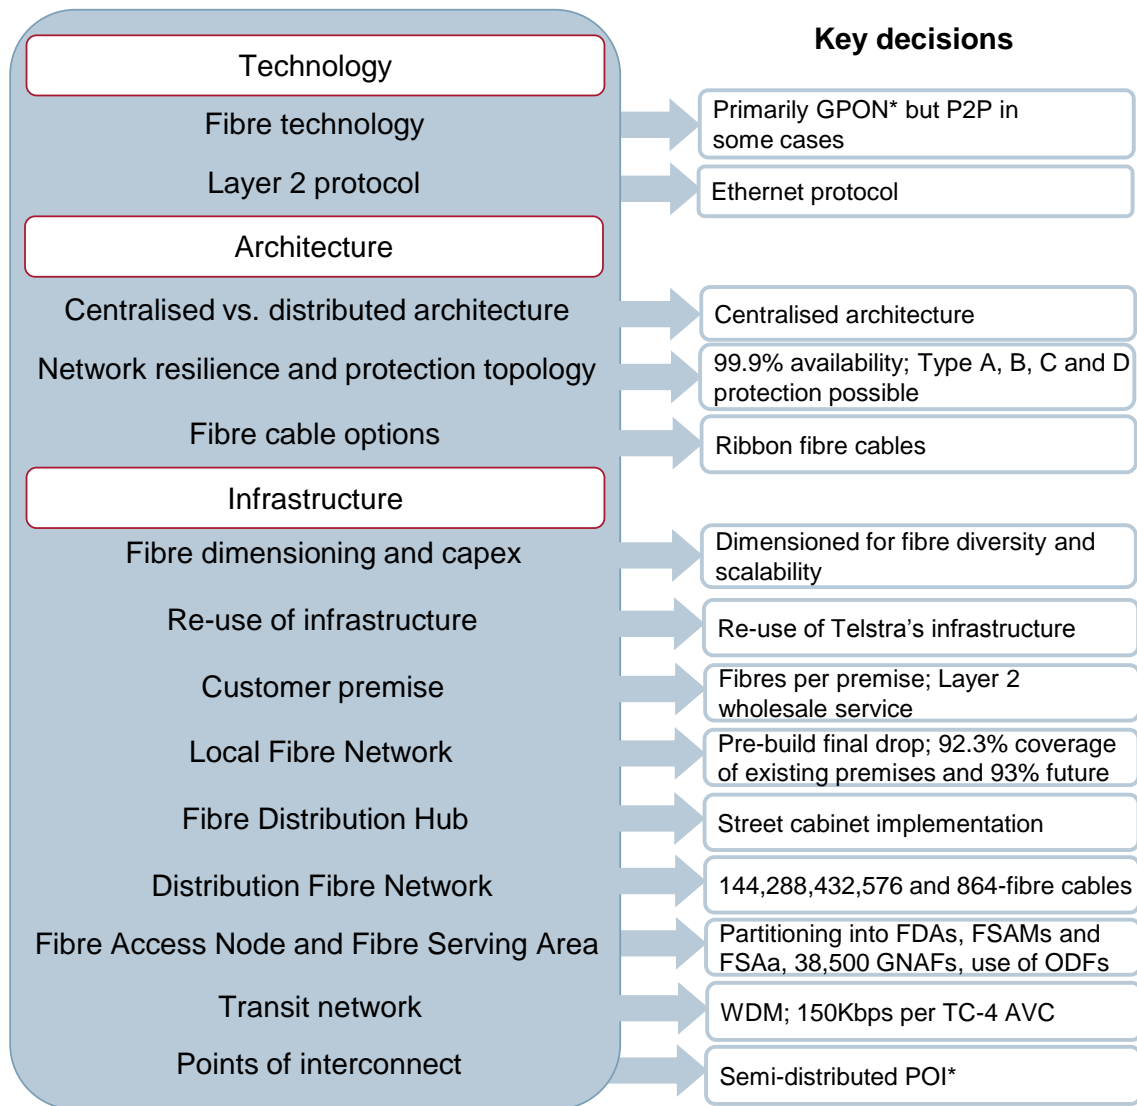 Key decisions
Technology
Fibre technology
Primarily GPON* but P2P in
some cases
Layer 2 protocol
Ethernet protocol
Architecture
Centralised vs. distributed architecture
Centralised architecture
Network resilience and protection topology
99.9% availability; Type A, B, C and D
protection possible
Fibre cable options
Ribbon fibre cables
Infrastructure
Fibre dimensioning and capex
Dimensioned for fibre diversity and
scalability
Re-use of infrastructure
Re-use of Telstra’s infrastructure
Customer premise
Fibres per premise; Layer 2
wholesale service
Local Fibre Network
Pre-build final drop; 92.3% coverage
of existing premises and 93% future
Fibre Distribution Hub
Street cabinet implementation
Distribution Fibre Network
144,288,432,576 and 864-fibre cables
Fibre Access Node and Fibre Serving Area
Partitioning into FDAs, FSAMs and
FSAa, 38,500 GNAFs, use of ODFs
Transit network
WDM; 150Kbps per TC-4 AVC
Points of interconnect
Semi-distributed POI*